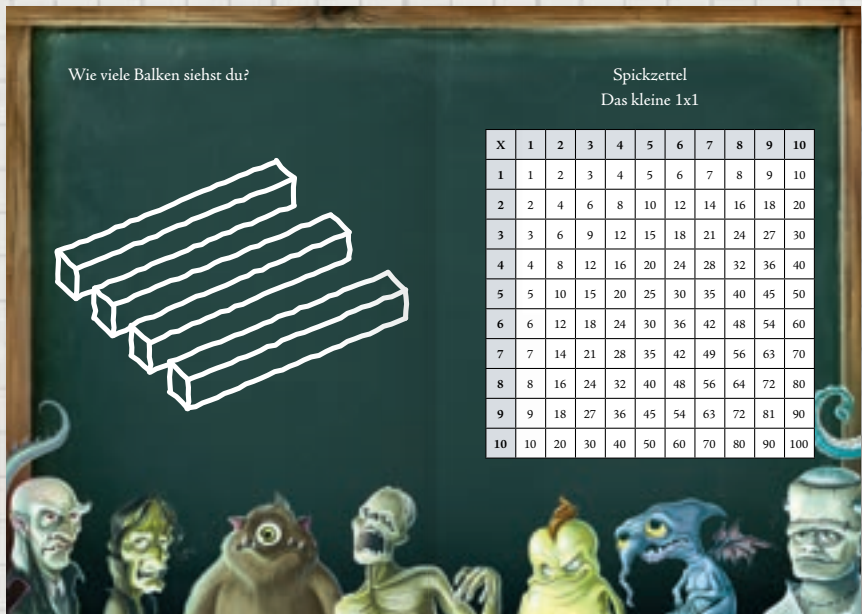 Wie viele Balken siehst du?
Spickzettel
Das kleine 1x1
X 1 2 3 4 5 6 7 8 9 10
1 1 2 3 4 5 6 7 8 9 10
2 2 4 6 8 10 12 14 16 18 20
3 3 6 9 12 15 18 21 24 27 30
4 4 8 12 16 20 24 28 32 36 40
5 5 10 15 20 25 30 35 40 45 50
6 6 12 18 24 30 36 42 48 54 60
7 7 14 21 28 35 42 49 56 63 70
8 8 16 24 32 40 48 56 64 72 80
9 9 18 27 36 45 54 63 72 81 90
10 10 20 30 40 50 60 70 80 90 100